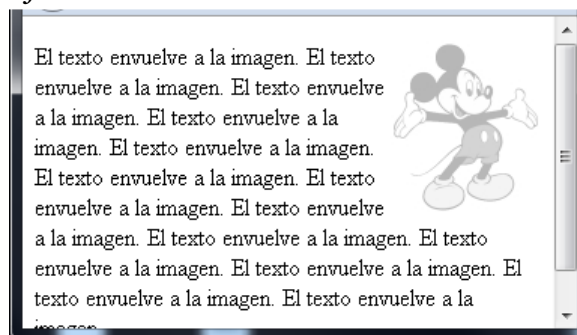 El texto envuelve a la imagen. El texto
envuelve a la imagen. El texto envuelve
a la imagen. El texto envuelve a la
imagen. El texto envuelve a la imagen.
El texto envuelve a la imagen. El texto
envuelve a la imagen. El texto envuelve
a la imagen. El texto envuelve a la imagen. El texto
envuelve a la imagen. El texto envuelve a la imagen. El
texto envuelve a la imagen. El texto envuelve a la